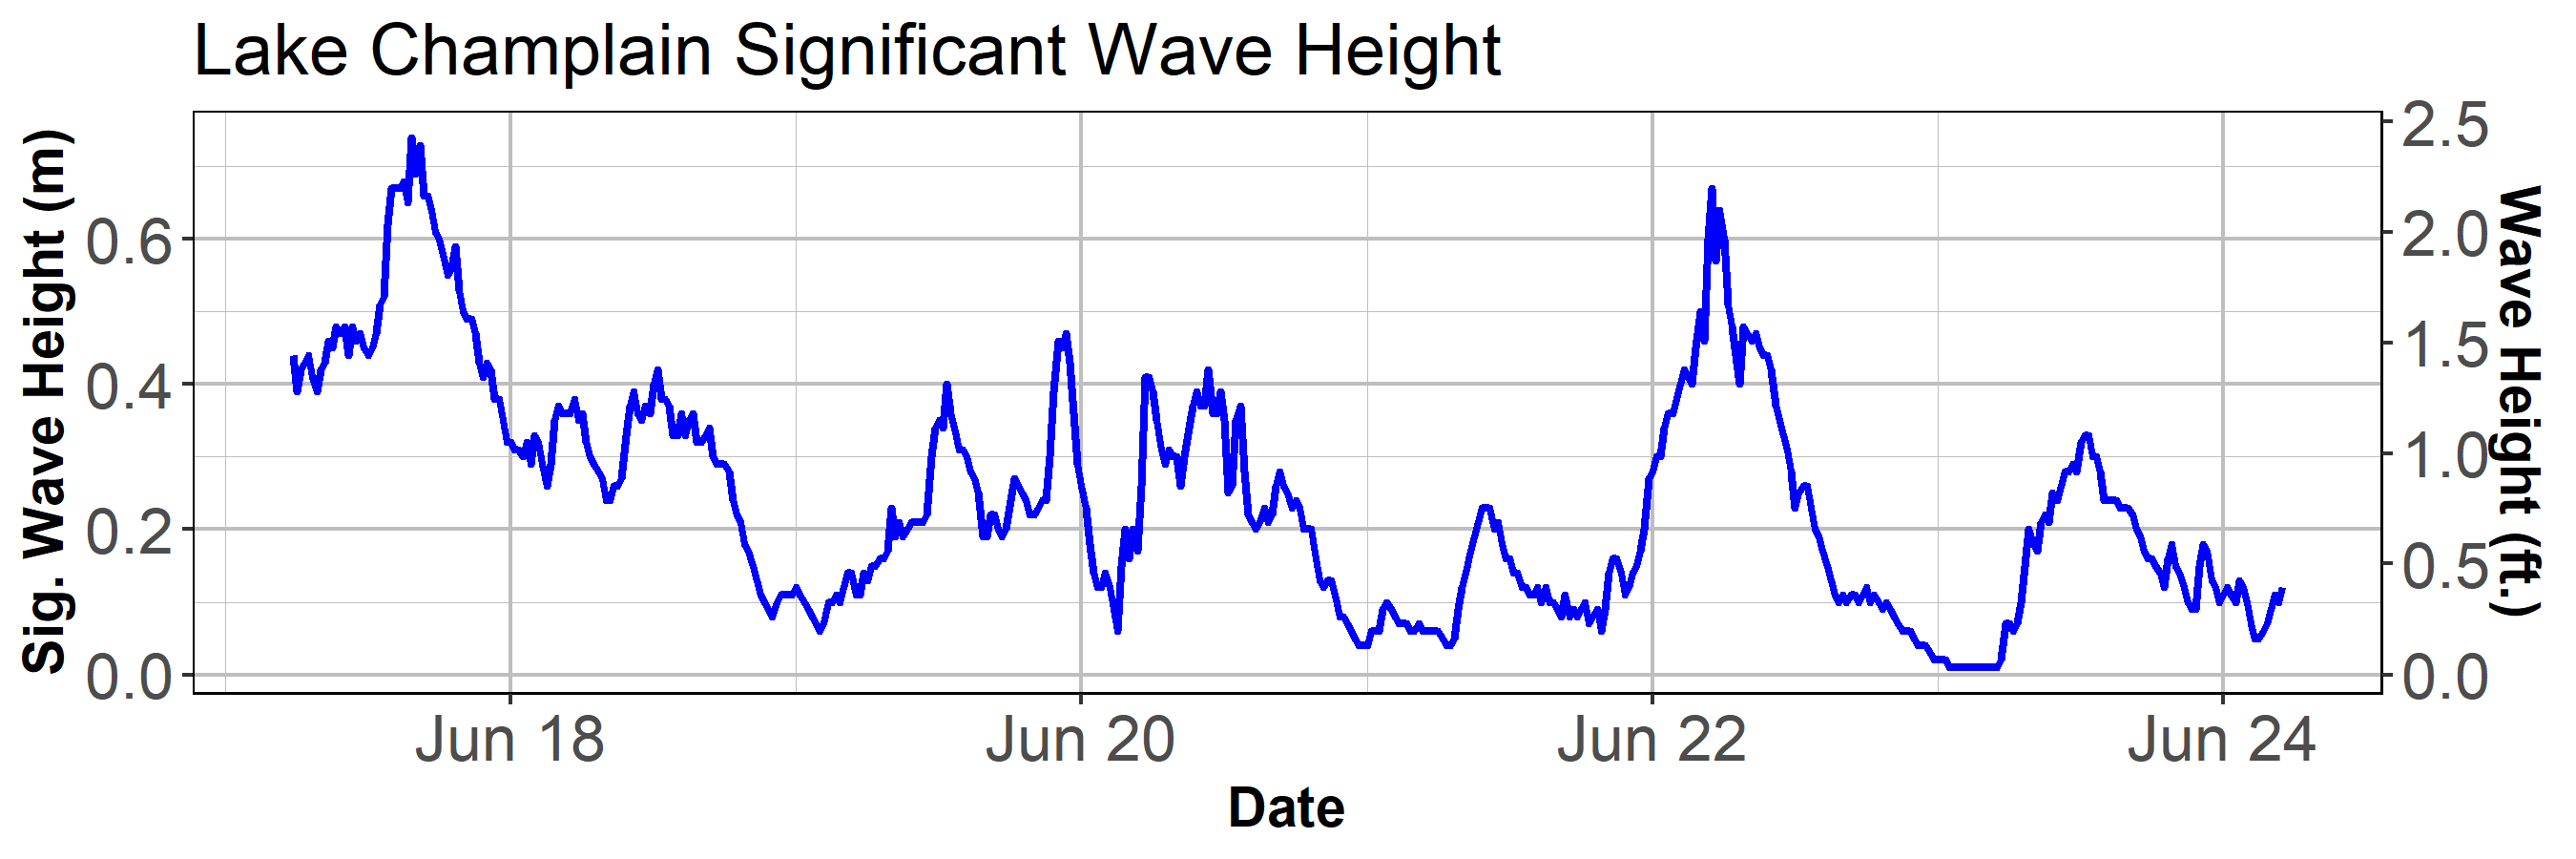 Lake Champlain Significant Wave Height
Sig. Wave Height (m)
0.6
0.4
0.2
0.0
2.5
2.0
1.5
1.0
0.5
0.0
Wave Height (ft.)
Jun 18 Jun 20 Jun 22 Jun 24
Date